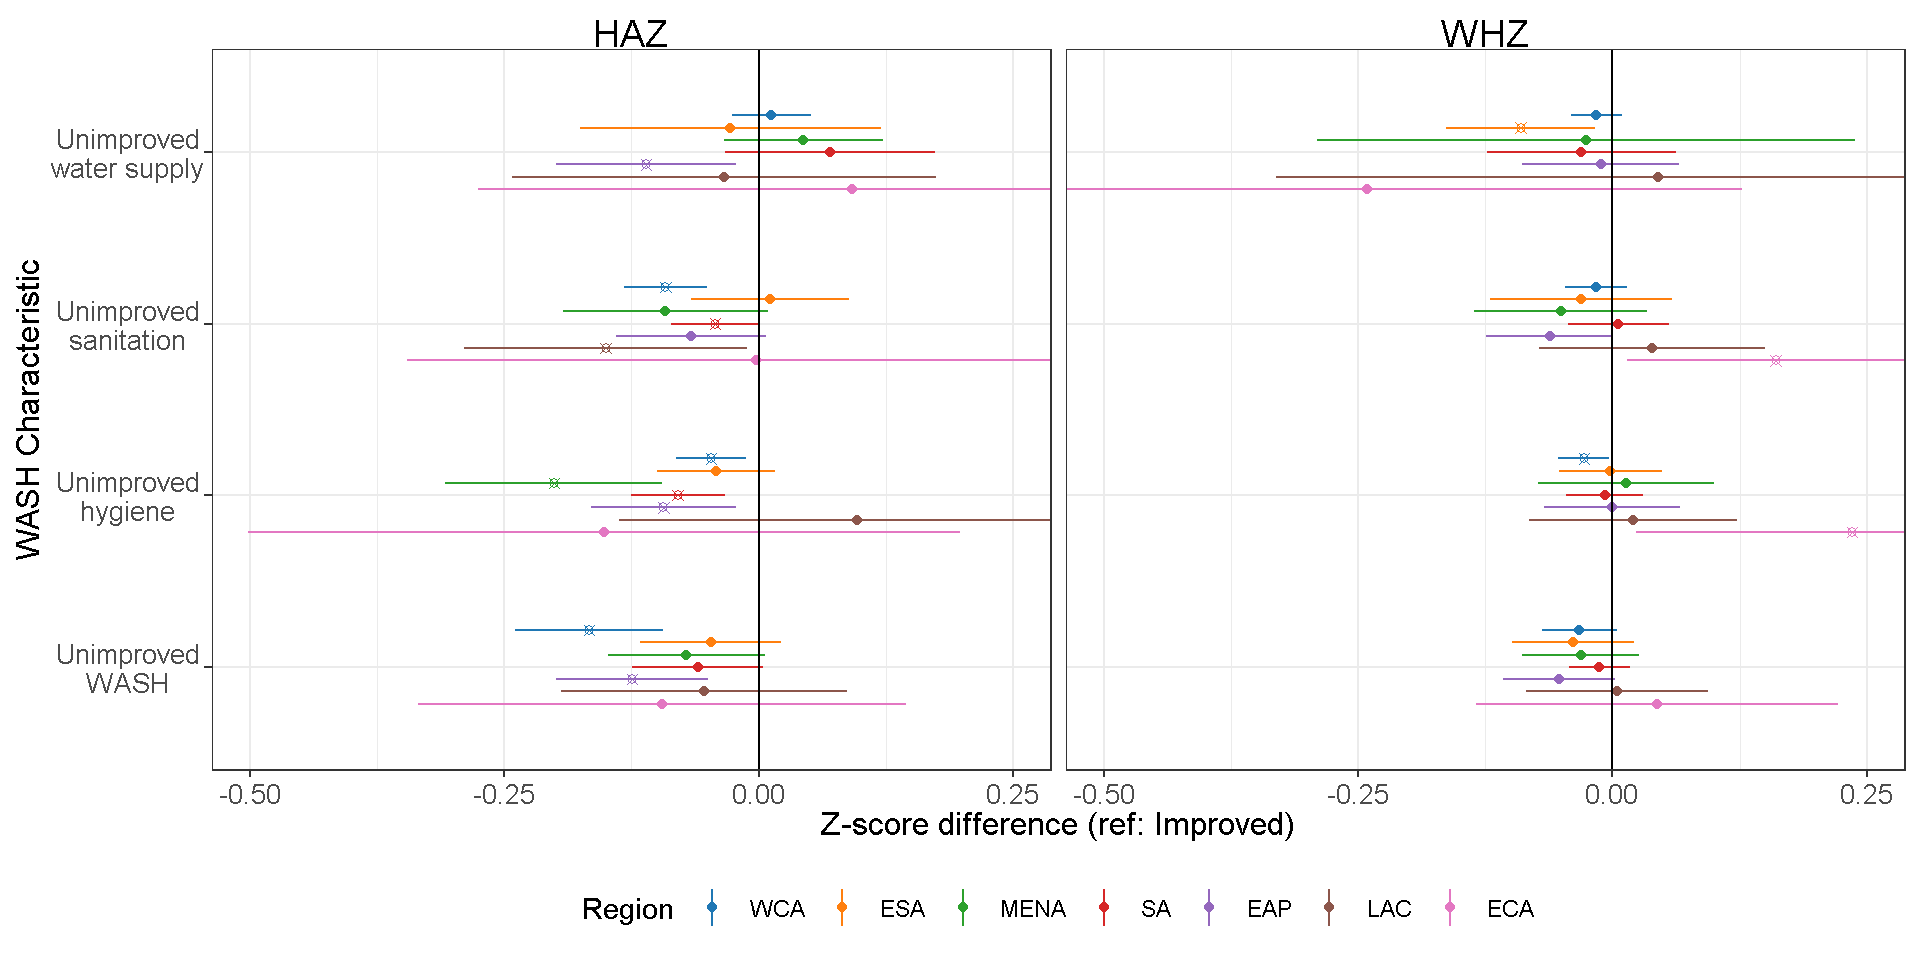 HAZ
WHZ
WASH Characteristic
Unimproved
water supply
Unimproved
sanitation
Unimproved
hygiene
Unimproved
WASH
-0.50
-0.25
0.00
0.25
-0.50
-0.25
0.00
0.25
Z-score difference (ref: Improved)
Region
WCA
ESA
MENA
SA
EAP
LAC
ECA